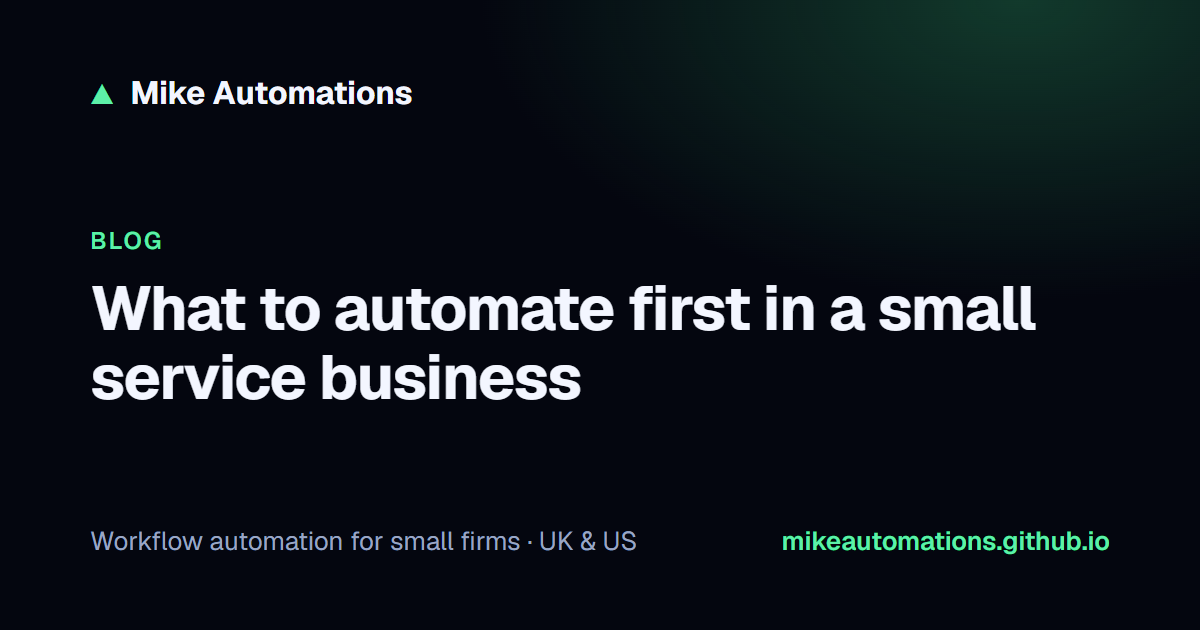 Mike Automations
BLOG
What to automate first in a small
service business
Workflow automation for small firms · UK & US
mikeautomations.github.io